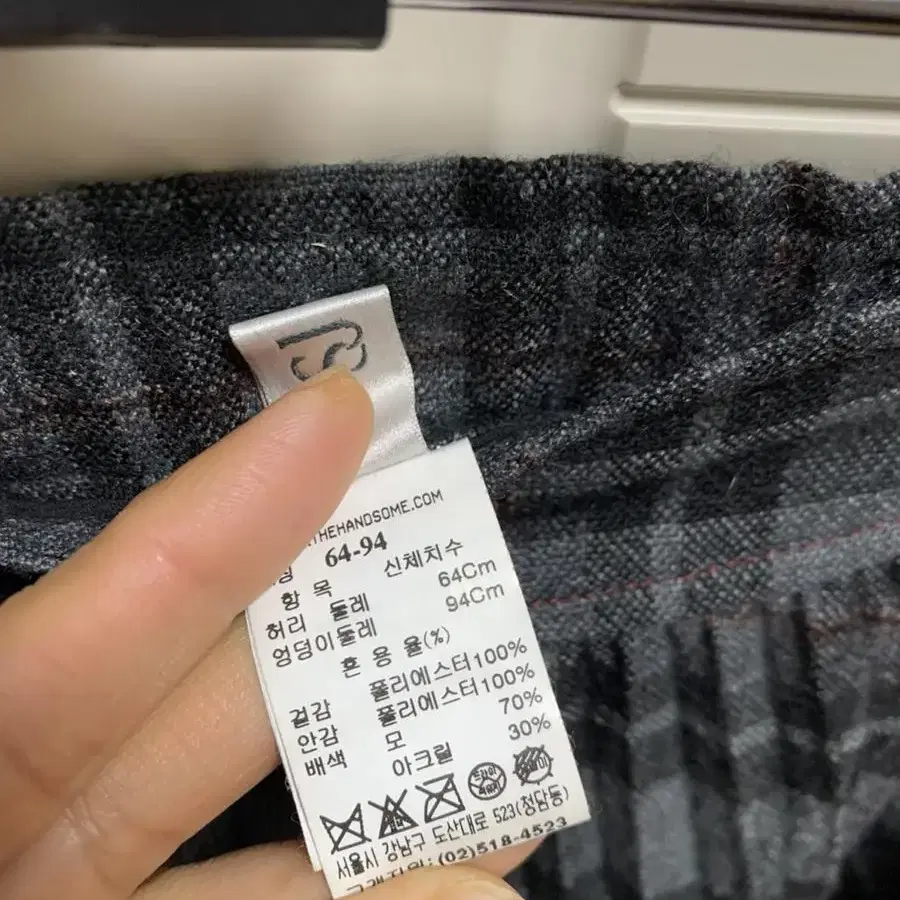 THEHANDSOME.COM
64-94
항 목 신체치수
허리 둘레 64Cm
엉덩이둘레 94Cm
혼 용 율(%)
걸감 폴리에스터100%
안감 폴리에스터100%
배색 모 70%
아크릴 30%
서울시 강남구 도산대로 523(청담동)
(02)518-4523